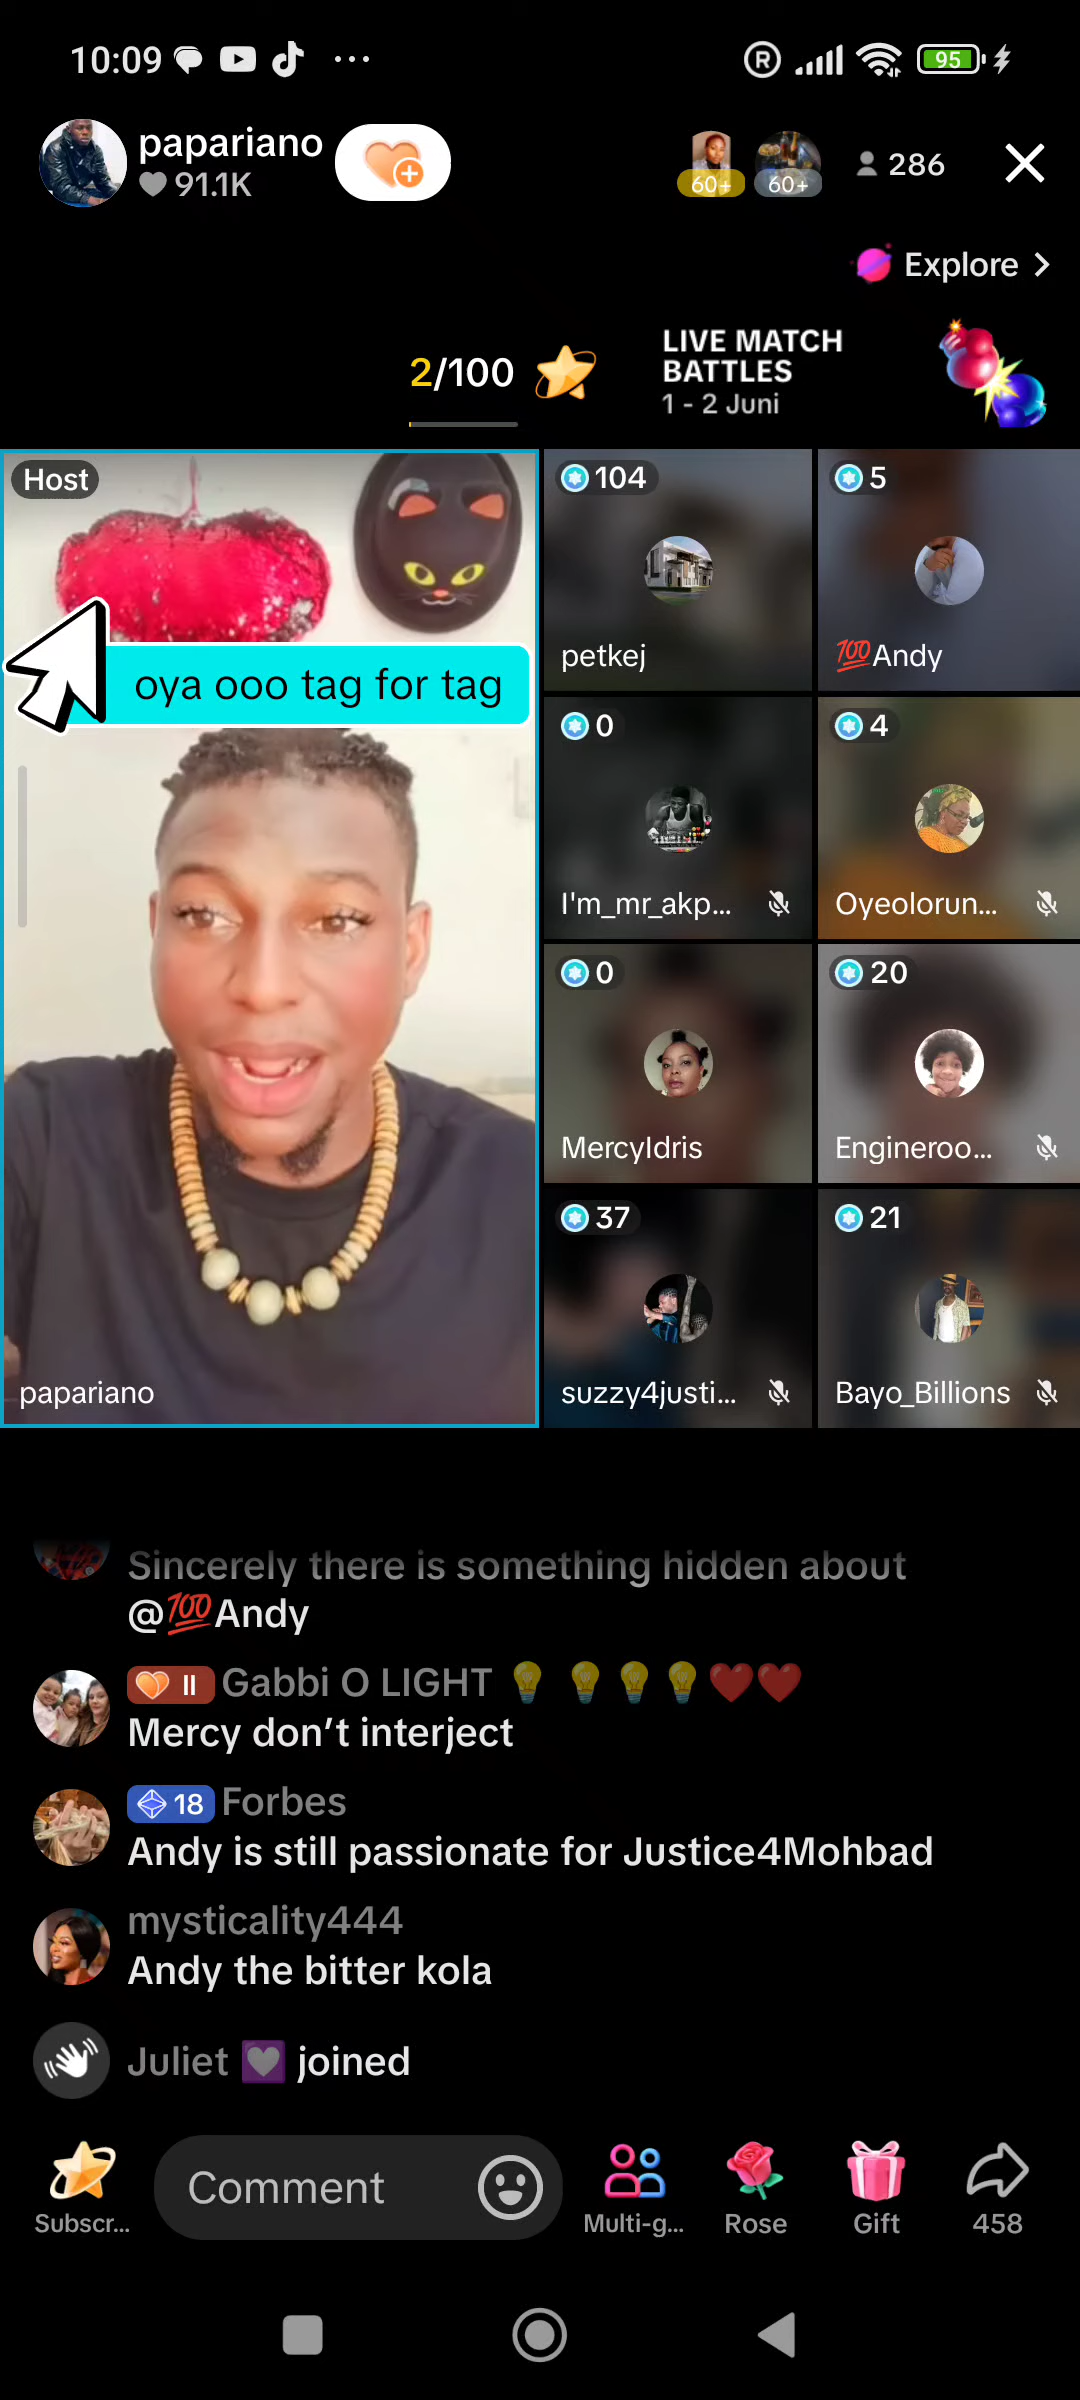 10:09
R
95
papariano
91.1K
60+
60+
286
Explore
2/100
LIVE MATCH
BATTLES
1 - 2 Juni
Host
oya ooo tag for tag
papariano
104
petkej
5
💯Andy
0
I'm_mr_akp...
4
Oyeolorun...
0
MercyIdris
20
Engineroo...
37
suzzy4justi...
21
Bayo_Billions
Sincerely there is something hidden about
@💯Andy
II Gabbi O LIGHT 💡 💡💡💡❤️❤️
Mercy don’t interject
18 Forbes
Andy is still passionate for Justice4Mohbad
mysticality444
Andy the bitter kola
Juliet 💟 joined
Subscr...
Comment
Multi-g...
Rose
Gift
458